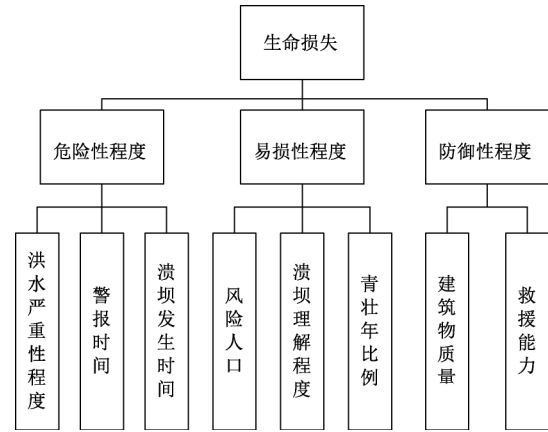 生命损失
危险性程度
易损性程度
防御性程度
洪水严重性程度
警报时间
溃坝发生时间
风险人口
溃坝理解程度
青壮年比例
建筑物质量
救援能力